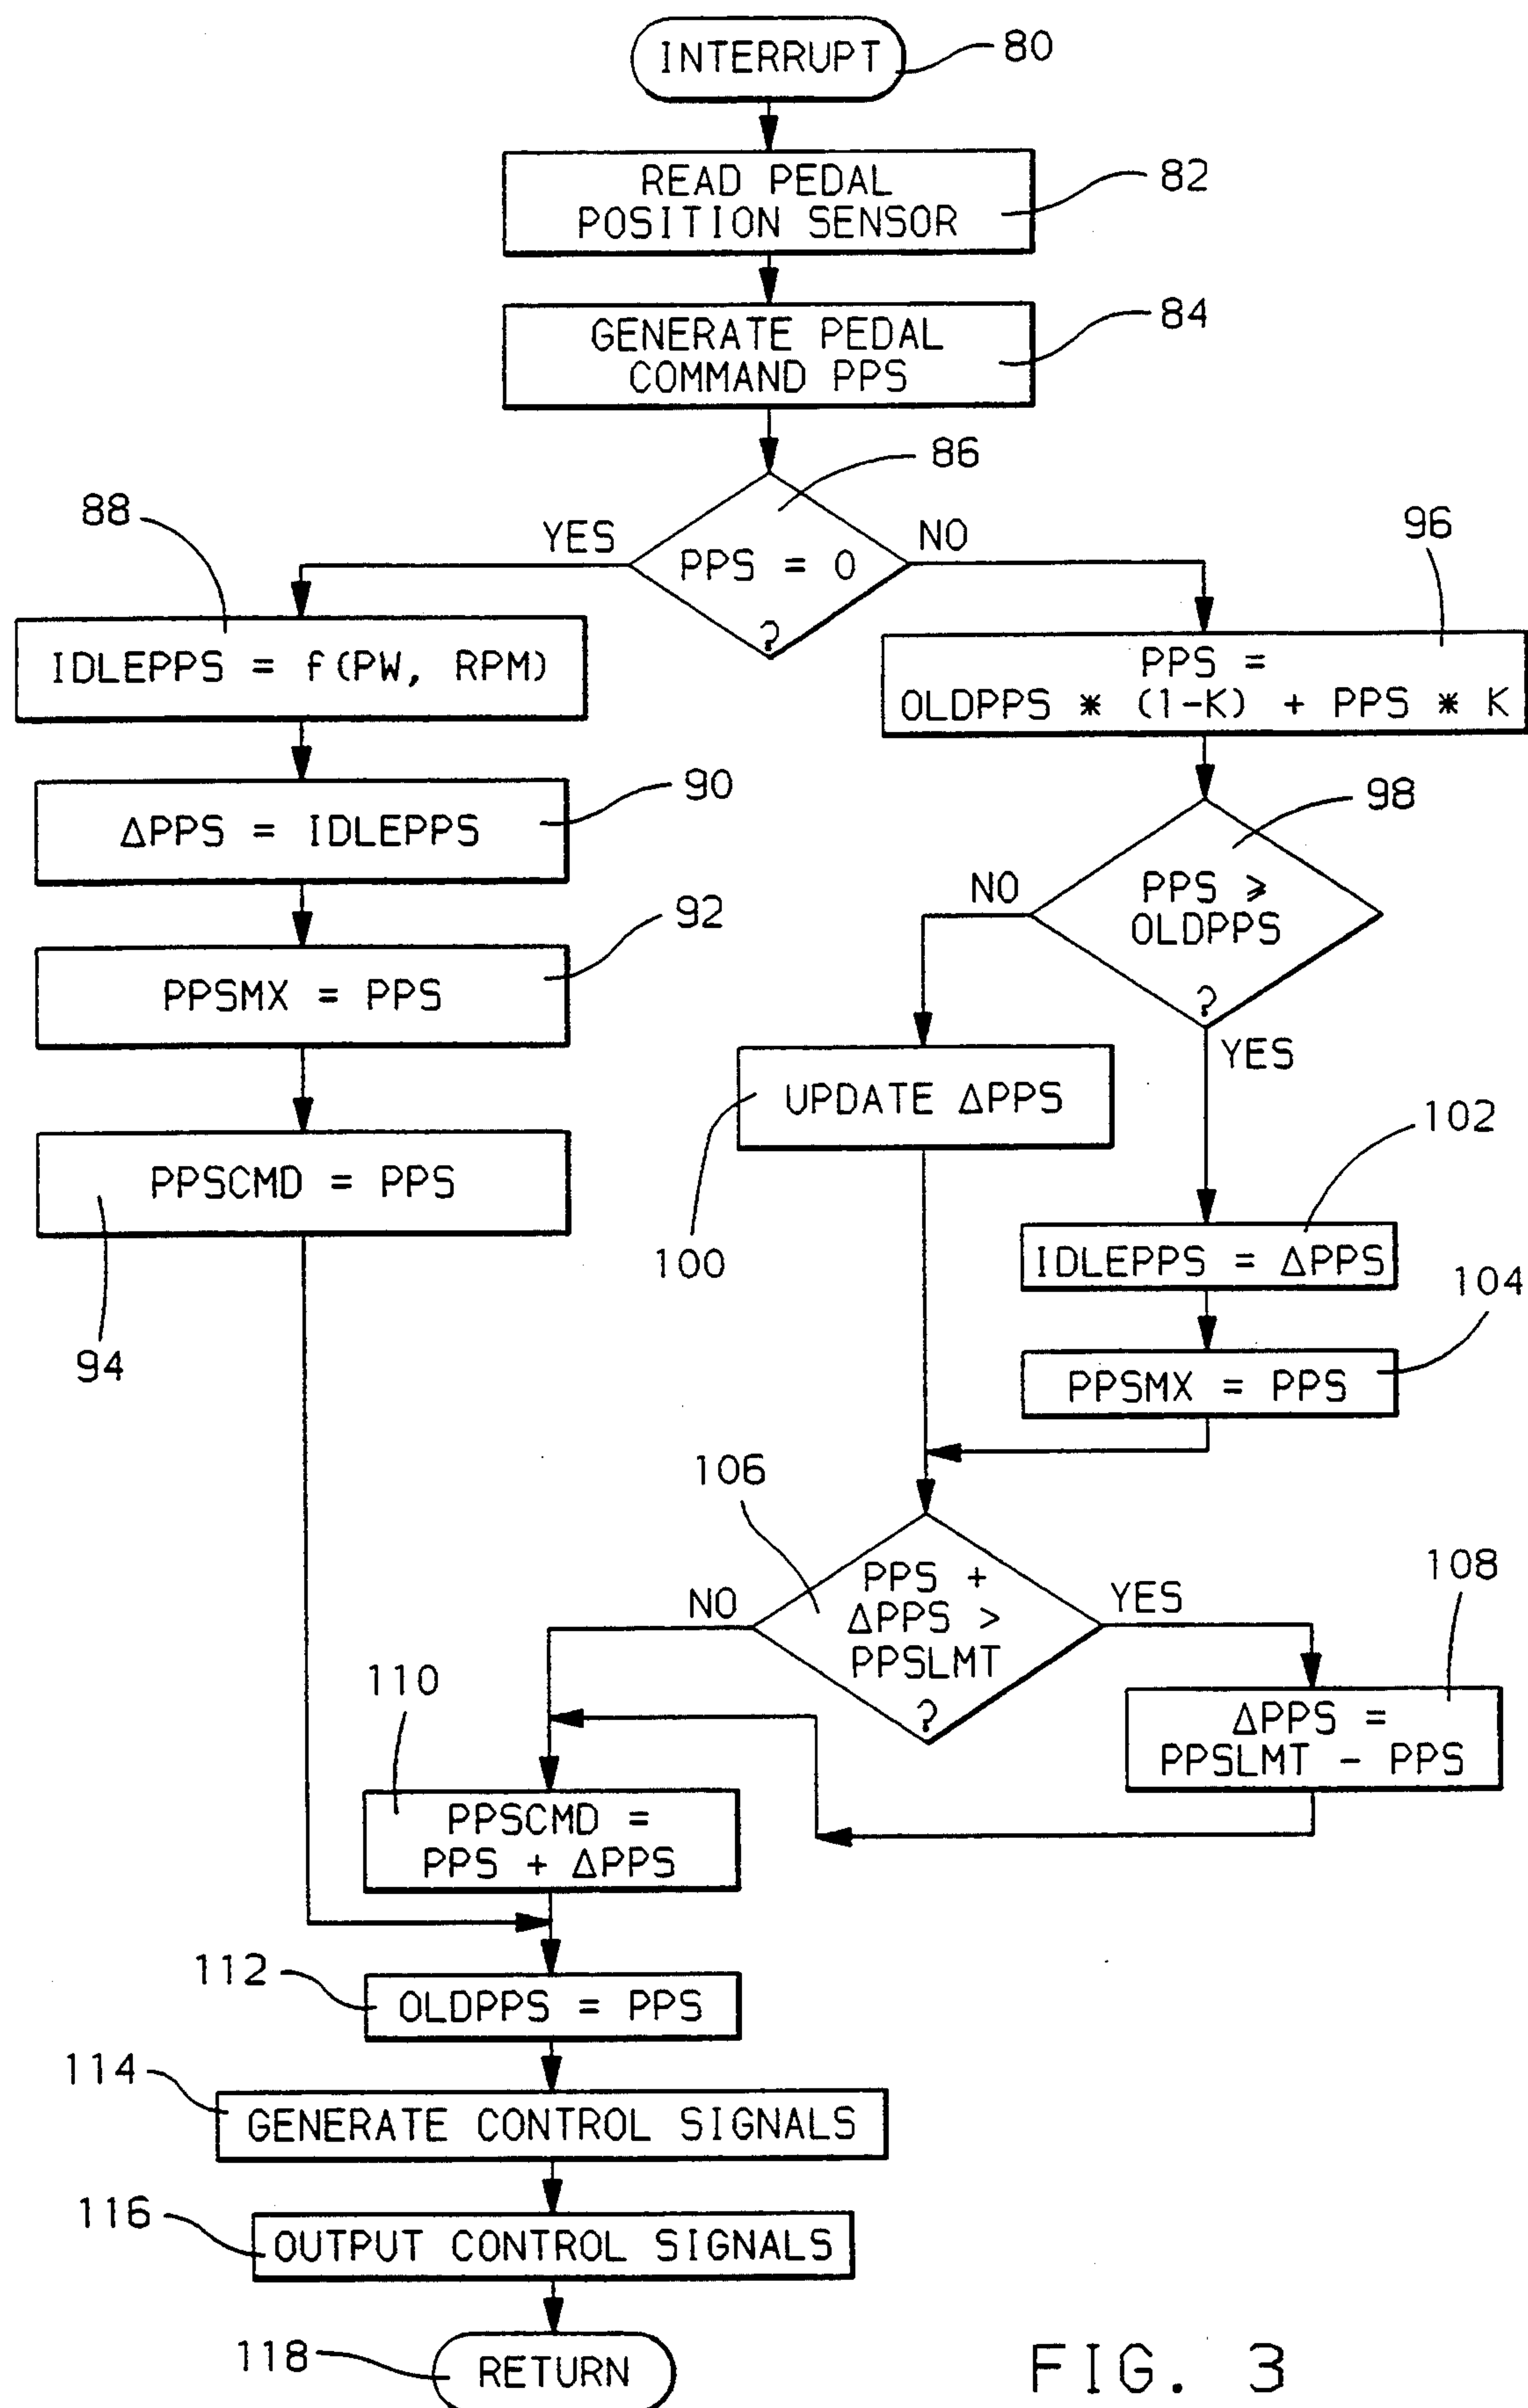 INTERRUPT
80
READ PEDAL
POSITION SENSOR
82
GENERATE PEDAL
COMMAND PPS
84
86
PPS = 0
?
YES
NO
88
IDLEPPS = f(PW, RPM)
90
ΔPPS = IDLEPPS
92
PPSMX = PPS
PPSCMD = PPS
94
96
PPS =
OLDPPS * (1-K) + PPS * K
98
PPS ⩾
OLDPPS
?
NO
YES
UPDATE ΔPPS
100
102
IDLEPPS = ΔPPS
104
PPSMX = PPS
106
PPS +
ΔPPS >
PPSLMT
?
NO
YES
108
ΔPPS =
PPSLMT - PPS
110
PPSCMD =
PPS + ΔPPS
112
OLDPPS = PPS
114
GENERATE CONTROL SIGNALS
116
OUTPUT CONTROL SIGNALS
118
RETURN
FIG. 3